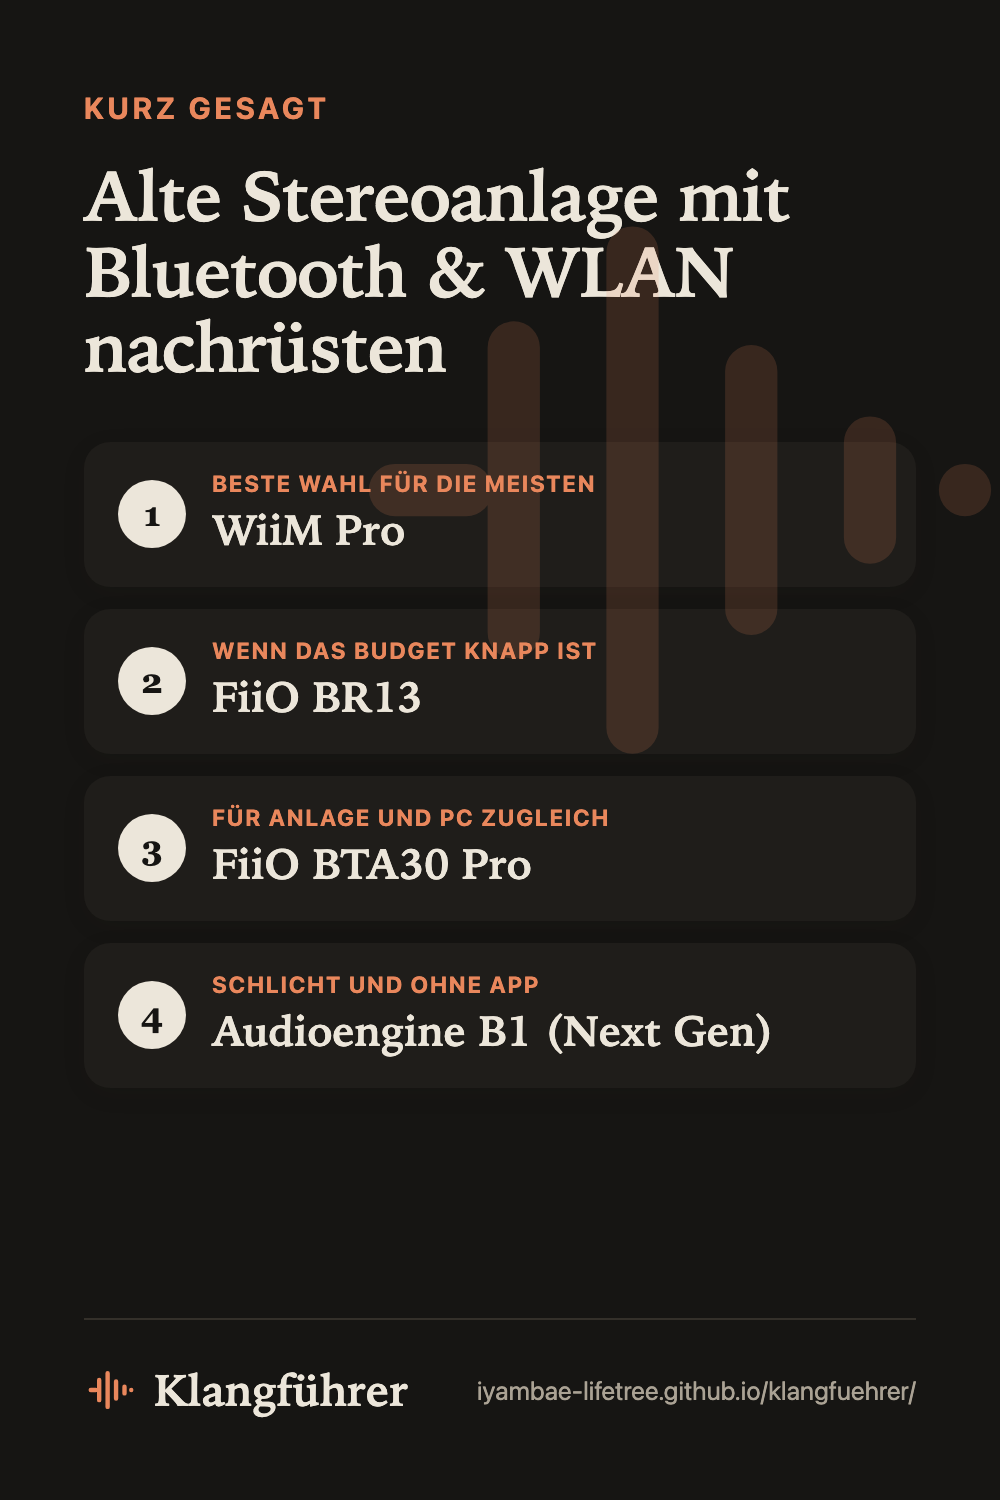 KURZ GESAGT
Alte Stereoanlage mit
Bluetooth & WLAN
nachrüsten
1
BESTE WAHL FÜR DIE MEISTEN
WiiM Pro
2
WENN DAS BUDGET KNAPP IST
FiiO BR13
3
FÜR ANLAGE UND PC ZUGLEICH
FiiO BTA30 Pro
4
SCHLICHT UND OHNE APP
Audioengine B1 (Next Gen)
Klangführer
iyambae-lifetree.github.io/klangfuehrer/